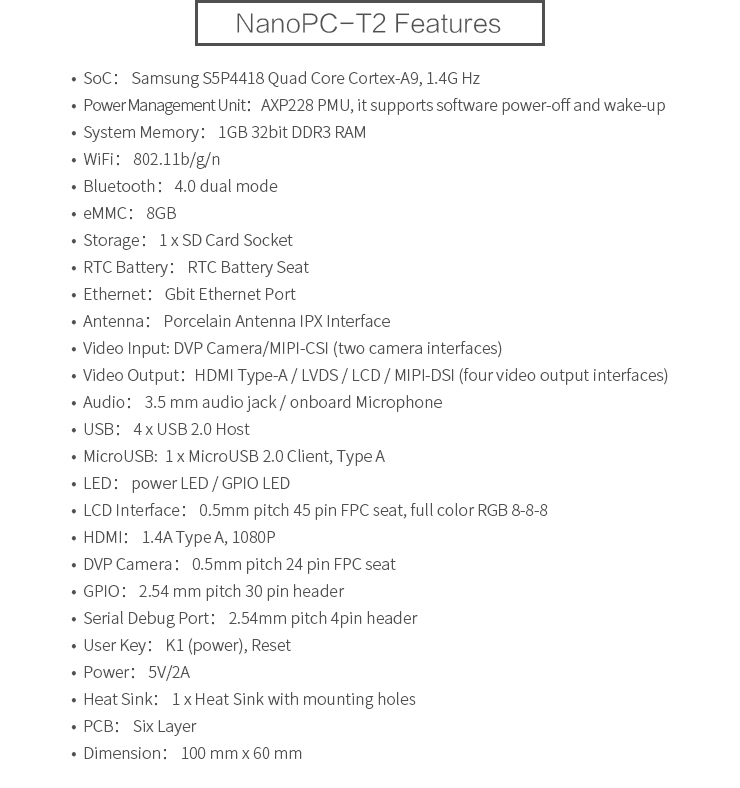 NanoPC-T2 Features
• SoC: Samsung S5P4418 Quad Core Cortex-A9, 1.4G Hz
• Power Management Unit: AXP228 PMU, it supports software power-off and wake-up
• System Memory: 1GB 32bit DDR3 RAM
• WiFi: 802.11b/g/n
• Bluetooth: 4.0 dual mode
• eMMC: 8GB
• Storage: 1 x SD Card Socket
• RTC Battery: RTC Battery Seat
• Ethernet: Gbit Ethernet Port
• Antenna: Porcelain Antenna IPX Interface
• Video Input: DVP Camera/MIPI-CSI (two camera interfaces)
• Video Output: HDMI Type-A / LVDS / LCD / MIPI-DSI (four video output interfaces)
• Audio: 3.5 mm audio jack / onboard Microphone
• USB: 4 x USB 2.0 Host
• MicroUSB: 1 x MicroUSB 2.0 Client, Type A
• LED: power LED / GPIO LED
• LCD Interface: 0.5mm pitch 45 pin FPC seat, full color RGB 8-8-8
• HDMI: 1.4A Type A, 1080P
• DVP Camera: 0.5mm pitch 24 pin FPC seat
• GPIO: 2.54 mm pitch 30 pin header
• Serial Debug Port: 2.54mm pitch 4pin header
• User Key: K1 (power), Reset
• Power: 5V/2A
• Heat Sink: 1 x Heat Sink with mounting holes
• PCB: Six Layer
• Dimension: 100 mm x 60 mm